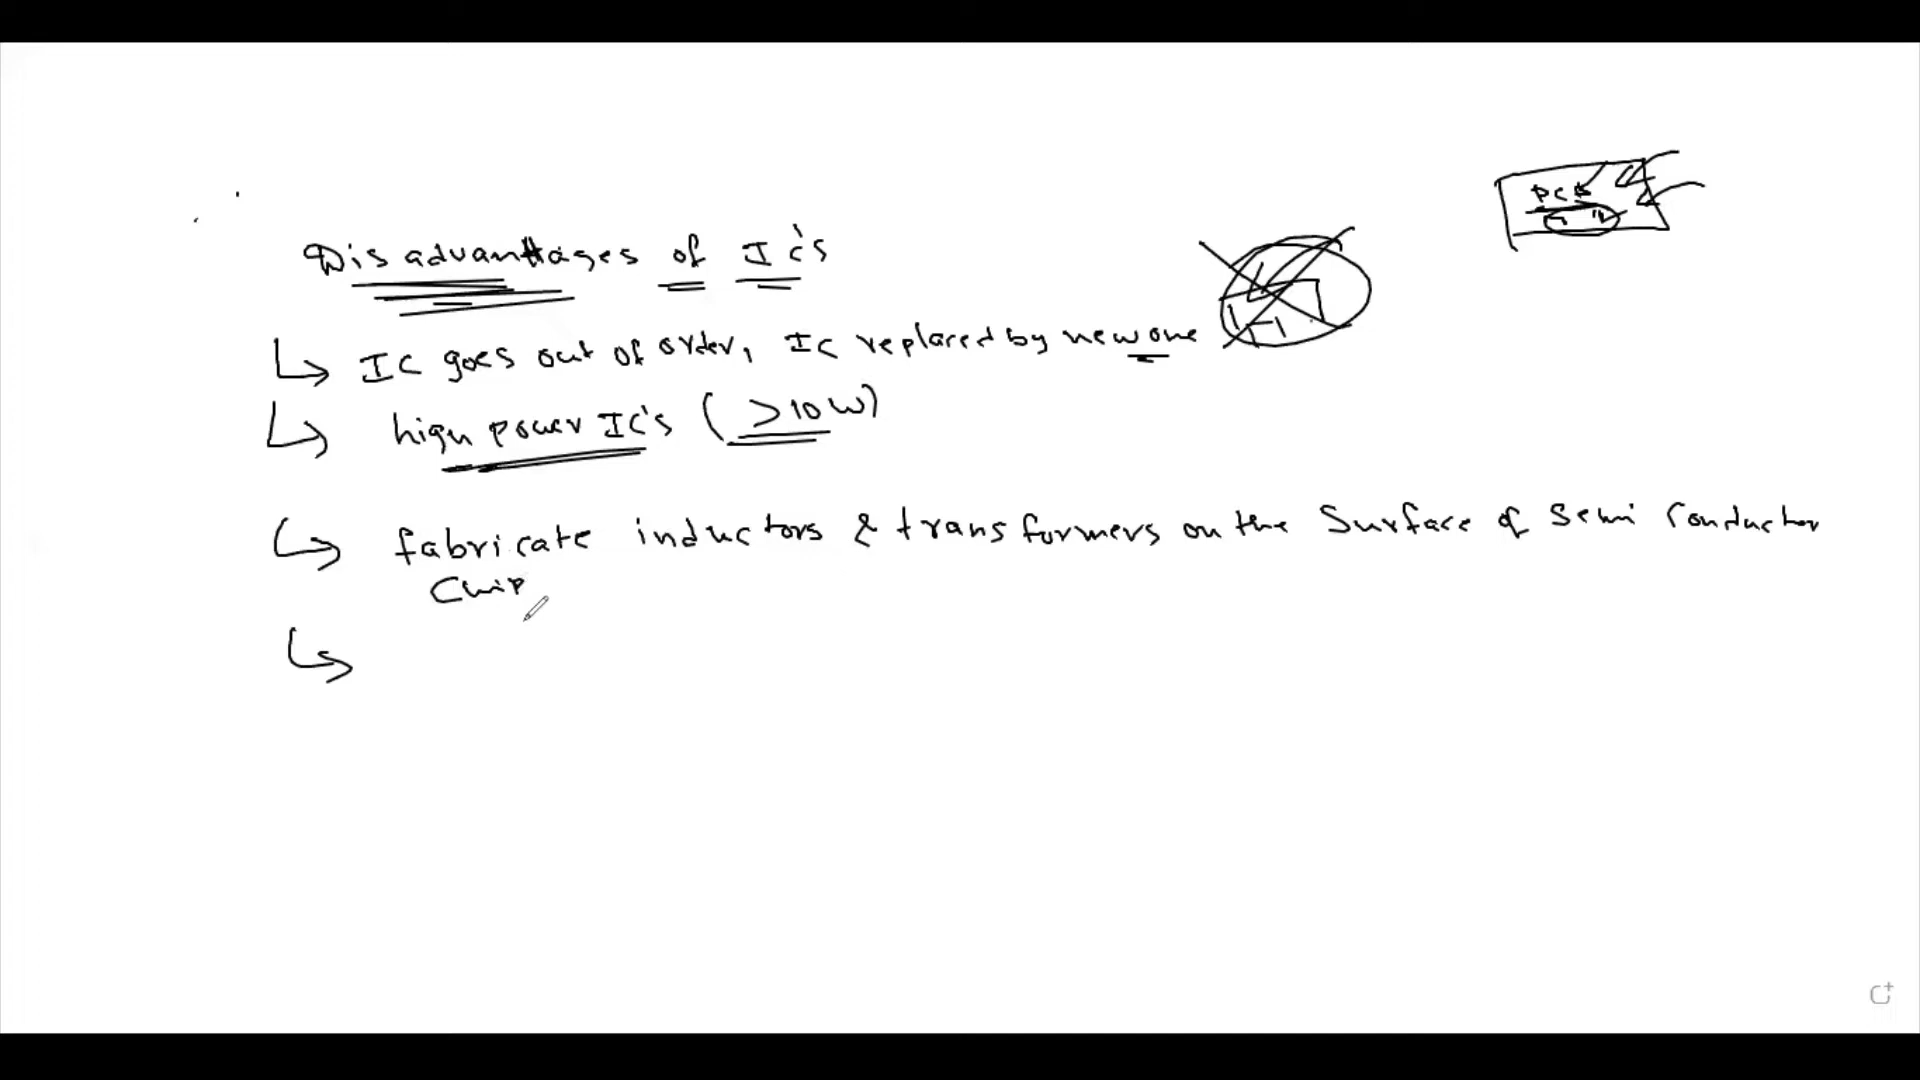 PCB
Disadvantages of IC's
IC goes out of order, IC replaced by new one
high power IC's (>10W)
fabricate inductors & transformers on the Surface of Semi Conductor
Chip